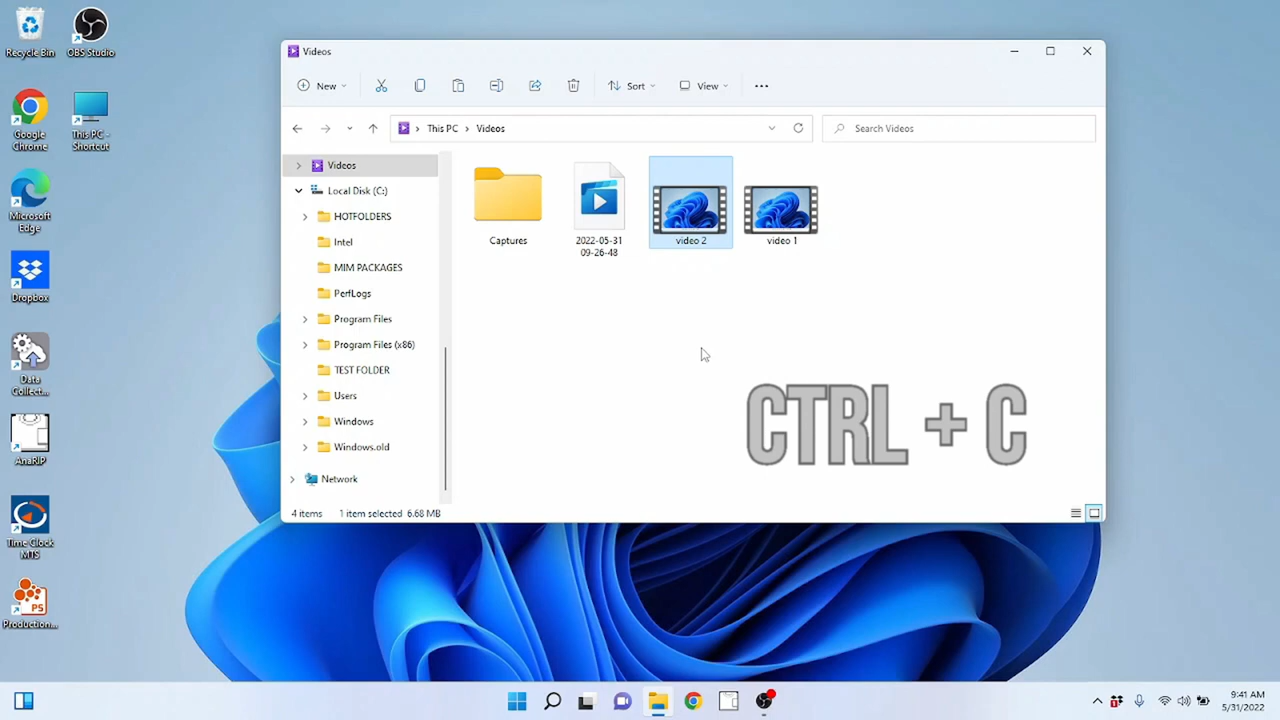 Recycle Bin
OBS Studio
Google
Chrome
This PC -
Shortcut
Microsoft
Edge
Dropbox
Data
Collect...
AnaRIP
Time Clock
MTS
PS
Production...
Videos
New
Sort
View
This PC > Videos
Search Videos
Videos
Local Disk (C:)
HOTFOLDERS
Intel
MIM PACKAGES
PerfLogs
Program Files
Program Files (x86)
TEST FOLDER
Users
Windows
Windows.old
Network
Captures
2022-05-31
09-26-48
video 2
video 1
CTRL + C
4 items 1 item selected 6.68 MB
9:41 AM
5/31/2022